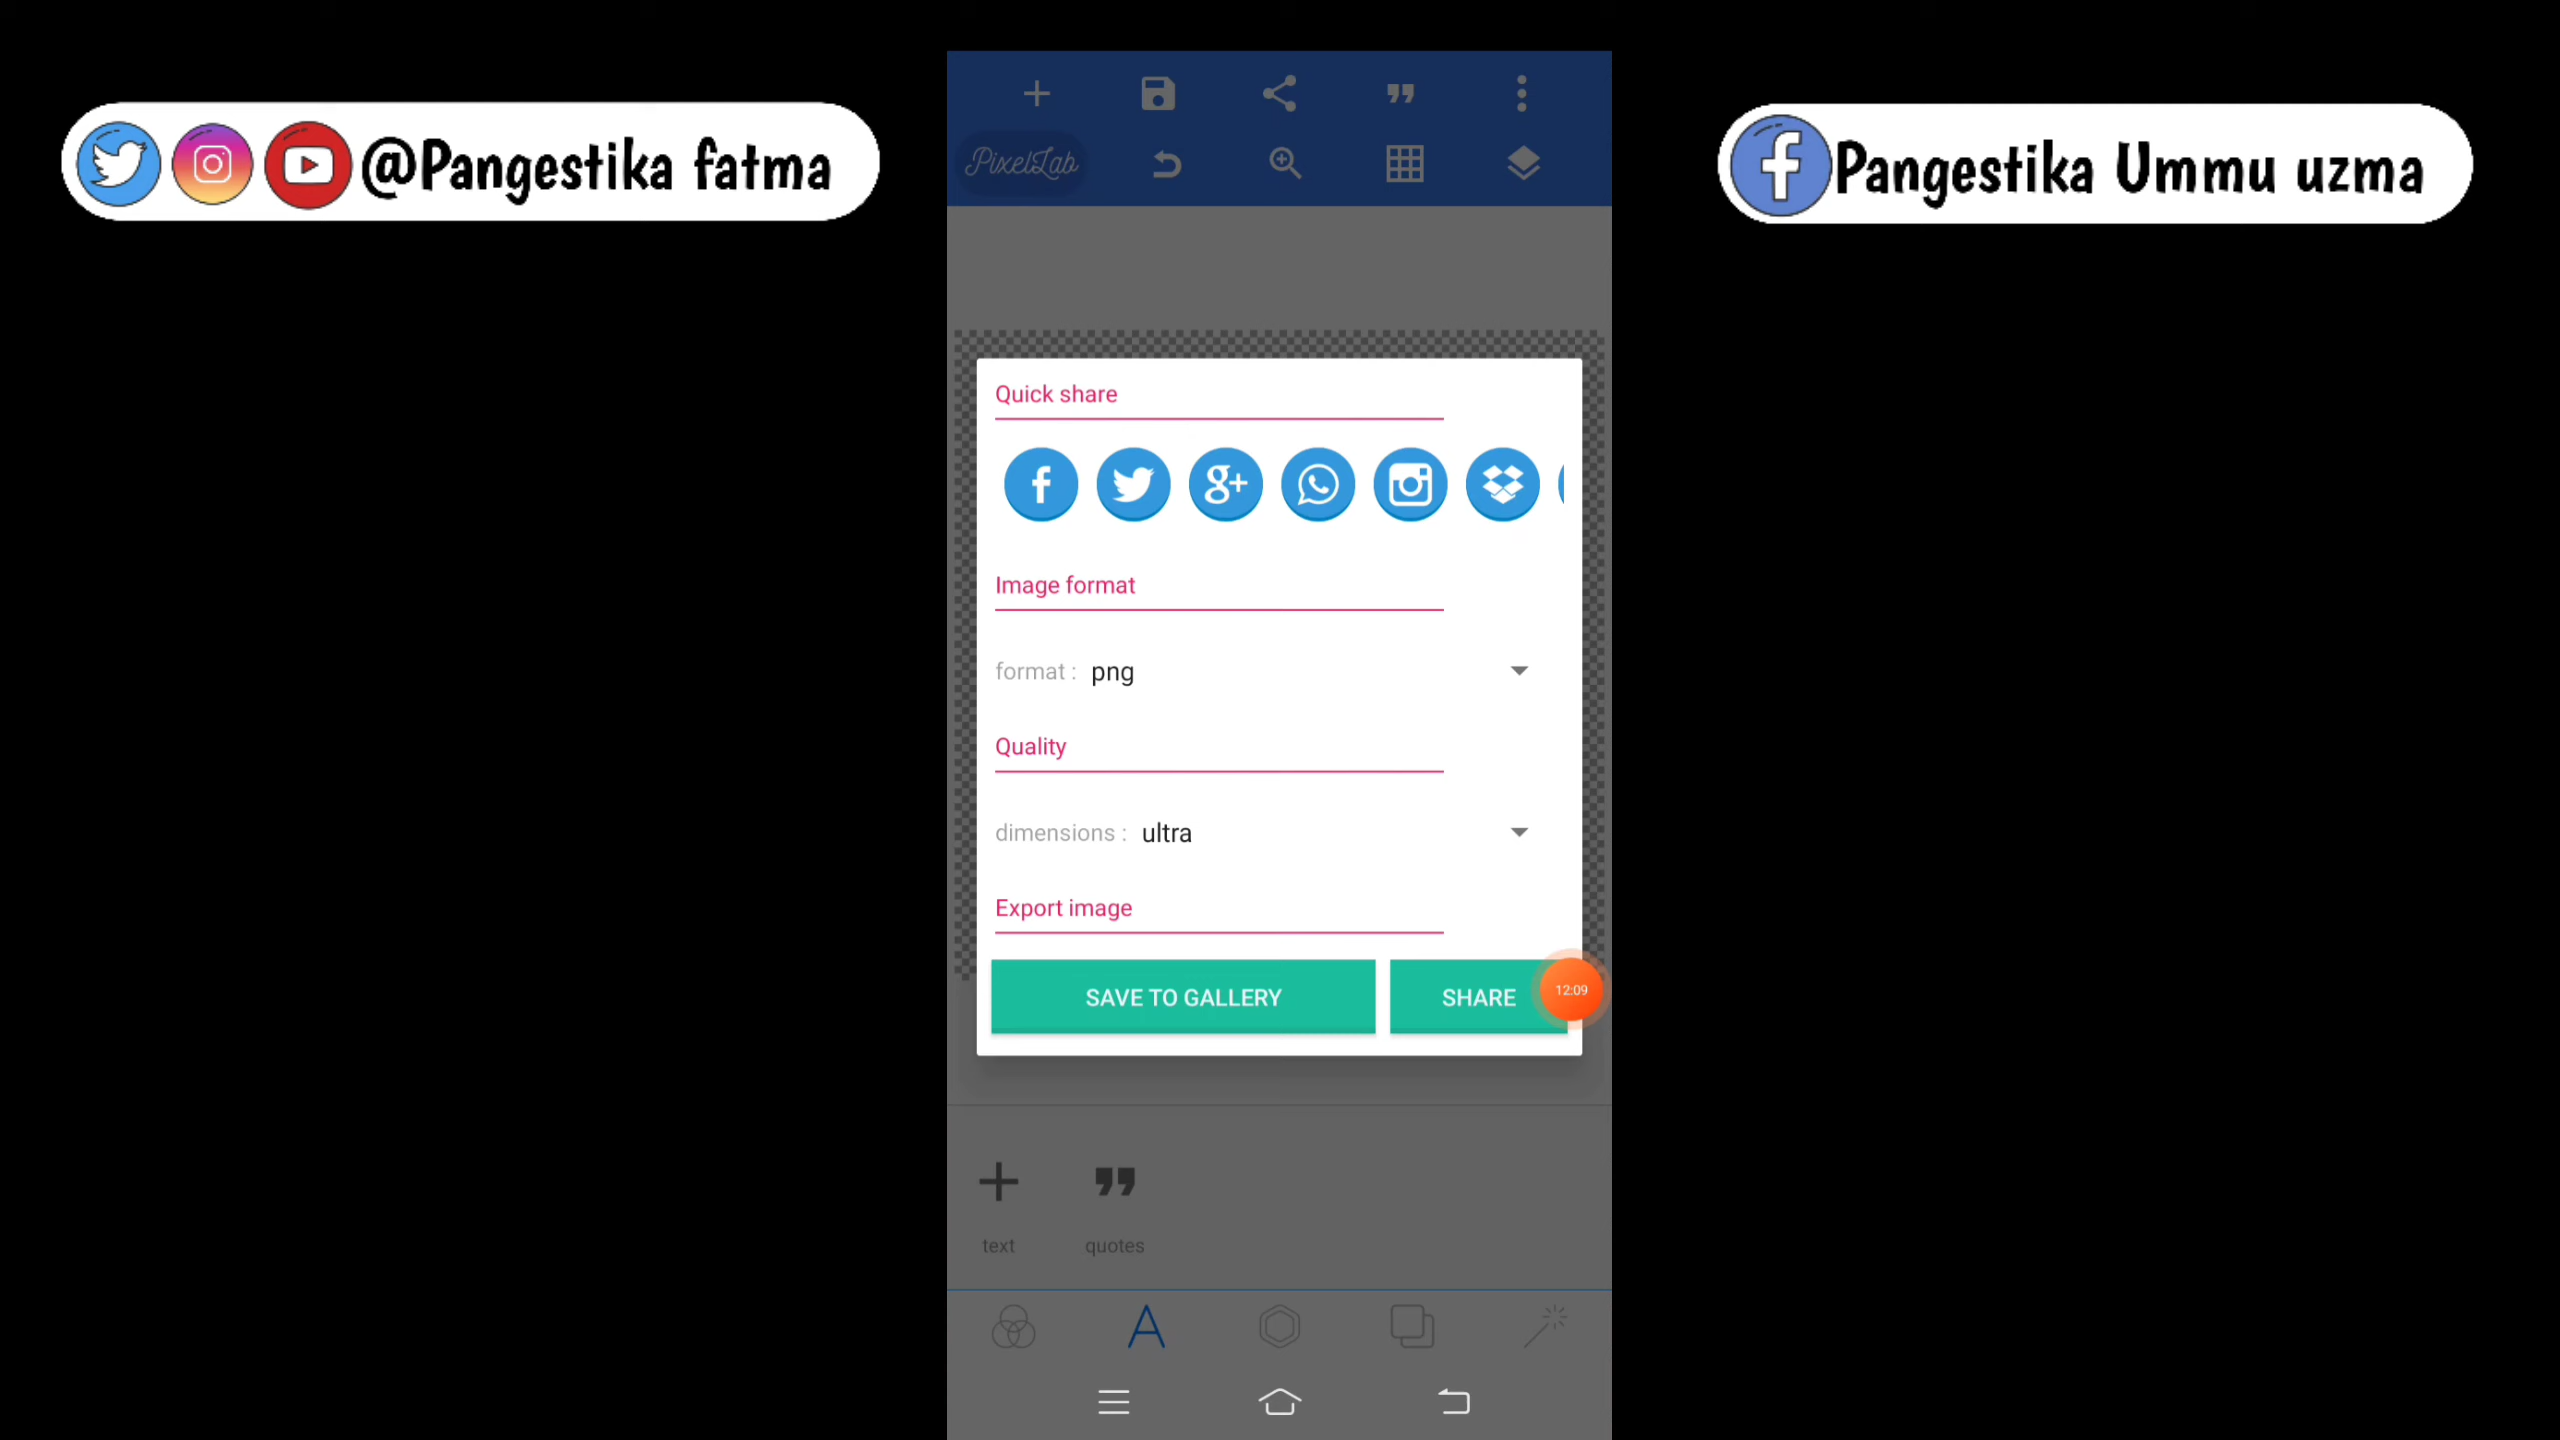 @Pangestika fatma
Pangestika Ummu uzma
PixelLab
Quick share
g+
Image format
format : png
Quality
dimensions : ultra
Export image
SAVE TO GALLERY
SHARE
12:09
text
quotes